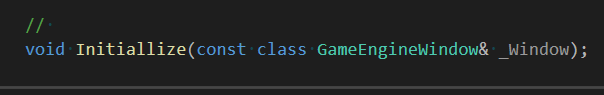 //
void Initiallize(const class GameEngineWindow& _Window);